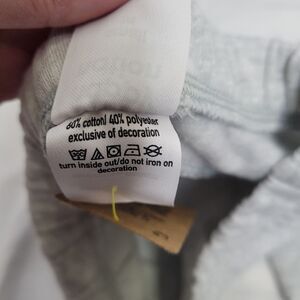 60% cotton/ 40% polyester
exclusive of decoration
turn inside out/do not iron on
decoration